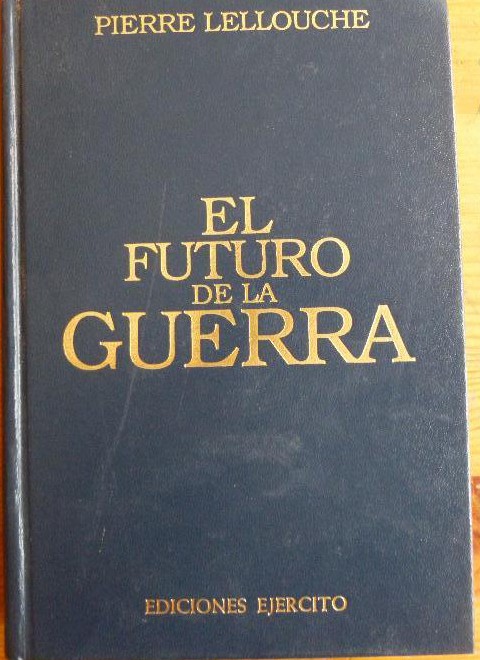 PIERRE LELLOUCHE
EL
FUTURO
DE LA
GUERRA
EDICIONES EJERCITO